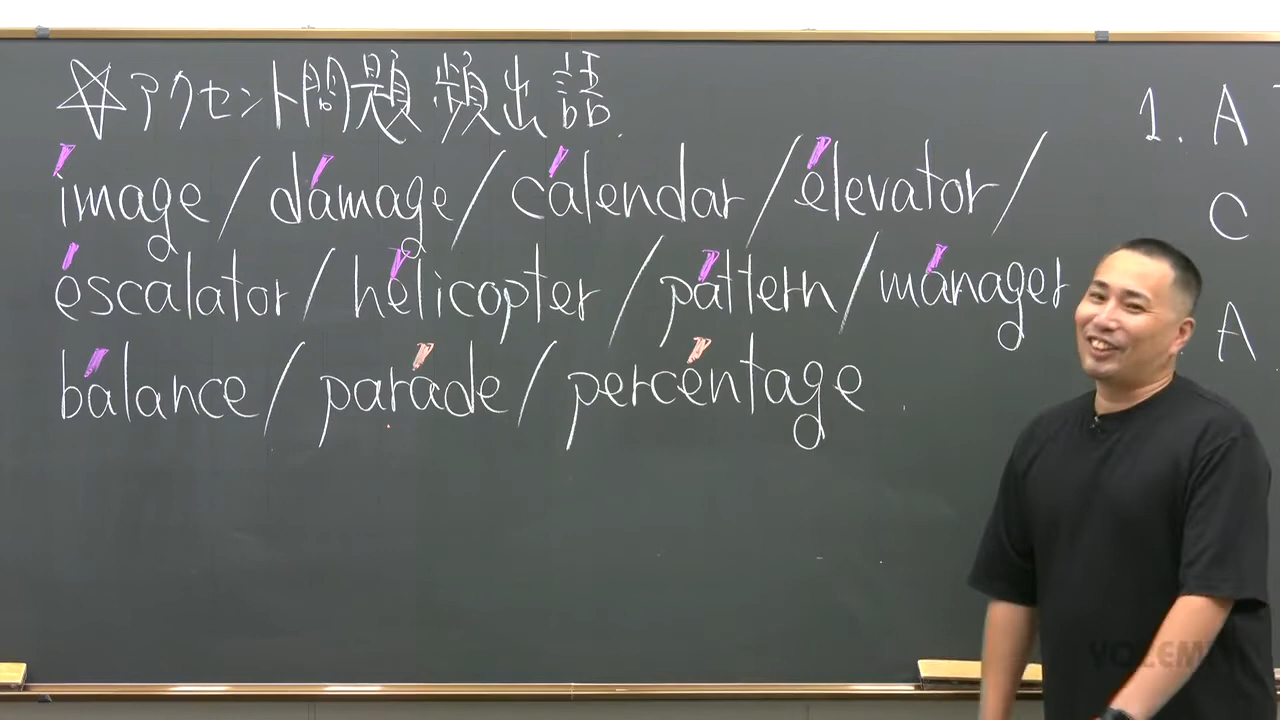 ☆アクセント問題 頻出語
image / damage / calendar / elevator /
escalator / helicopter / pattern / manager
balance / parade / percentage
1. A
C
A